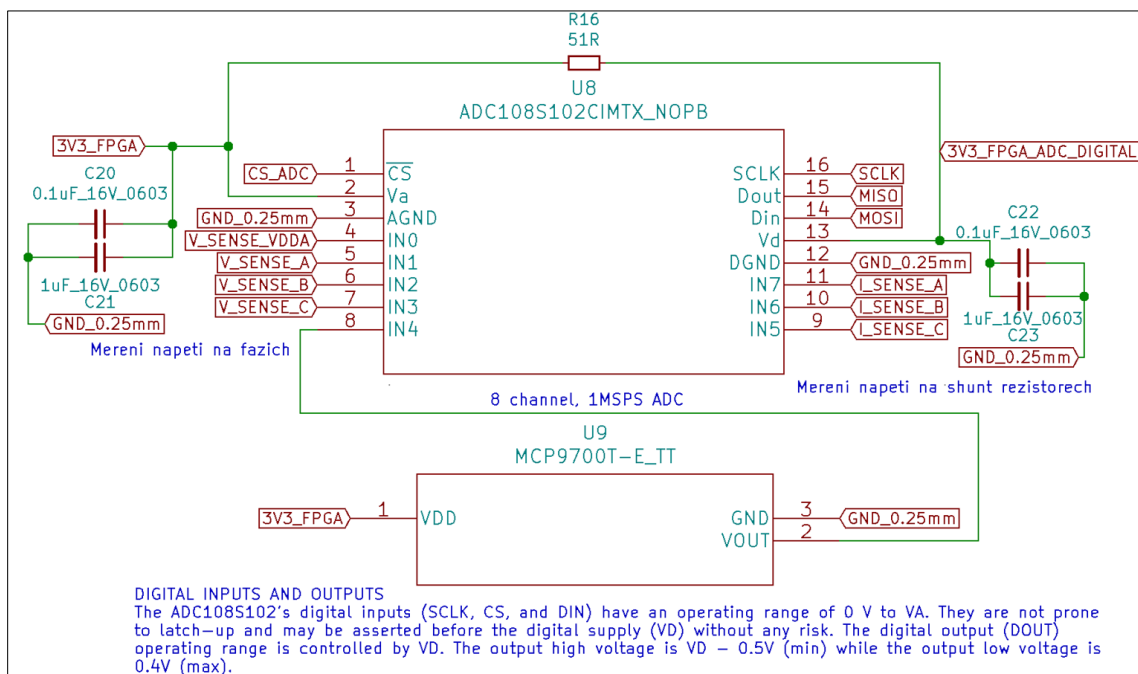 R16
51R
U8
ADC108S102CIMTX_NOPB
3V3_FPGA
3V3_FPGA_ADC_DIGITAL
C20
0.1uF_16V_0603
1uF_16V_0603
C21
GND_0.25mm
CS_ADC 1 CS
2 Va
GND_0.25mm 3 AGND
V_SENSE_VDDA 4 IN0
V_SENSE_A 5 IN1
V_SENSE_B 6 IN2
V_SENSE_C 7 IN3
8 IN4
SCLK 16 SCLK
Dout 15 MISO
Din 14 MOSI
Vd 13
DGND 12 GND_0.25mm
IN7 11 I_SENSE_A
IN6 10 I_SENSE_B
IN5 9 I_SENSE_C
C22
0.1uF_16V_0603
1uF_16V_0603
C23
GND_0.25mm
Mereni napeti na fazich
Mereni napeti na shunt rezistorech
8 channel, 1MSPS ADC
U9
MCP9700T-E_TT
3V3_FPGA 1 VDD
GND 3 GND_0.25mm
VOUT 2
DIGITAL INPUTS AND OUTPUTS
The ADC108S102's digital inputs (SCLK, CS, and DIN) have an operating range of 0 V to VA. They are not prone
to latch-up and may be asserted before the digital supply (VD) without any risk. The digital output (DOUT)
operating range is controlled by VD. The output high voltage is VD - 0.5V (min) while the output low voltage is
0.4V (max).